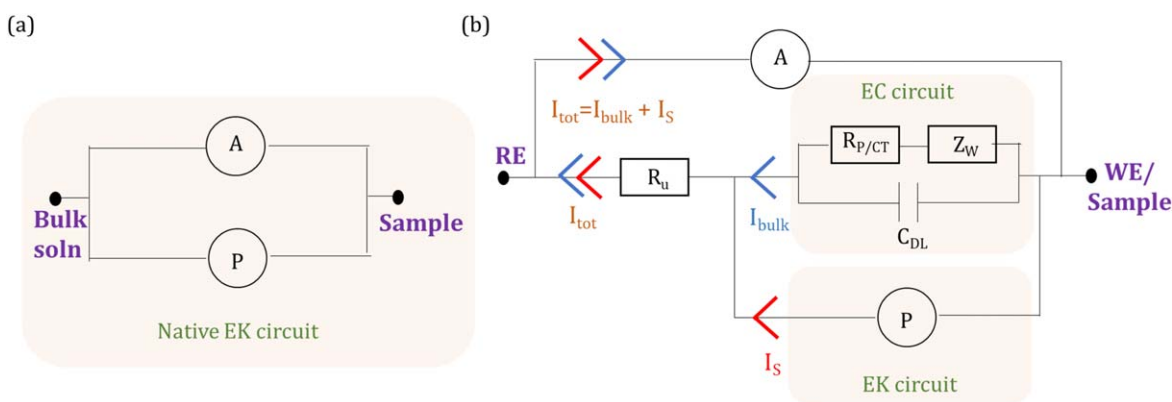 (a)
A
Bulk
soln
Sample
P
Native EK circuit
(b)
A
I_tot=I_bulk + I_S
EC circuit
R_P/CT
Z_W
RE
R_u
WE/
Sample
I_tot
I_bulk
C_DL
P
I_S
EK circuit